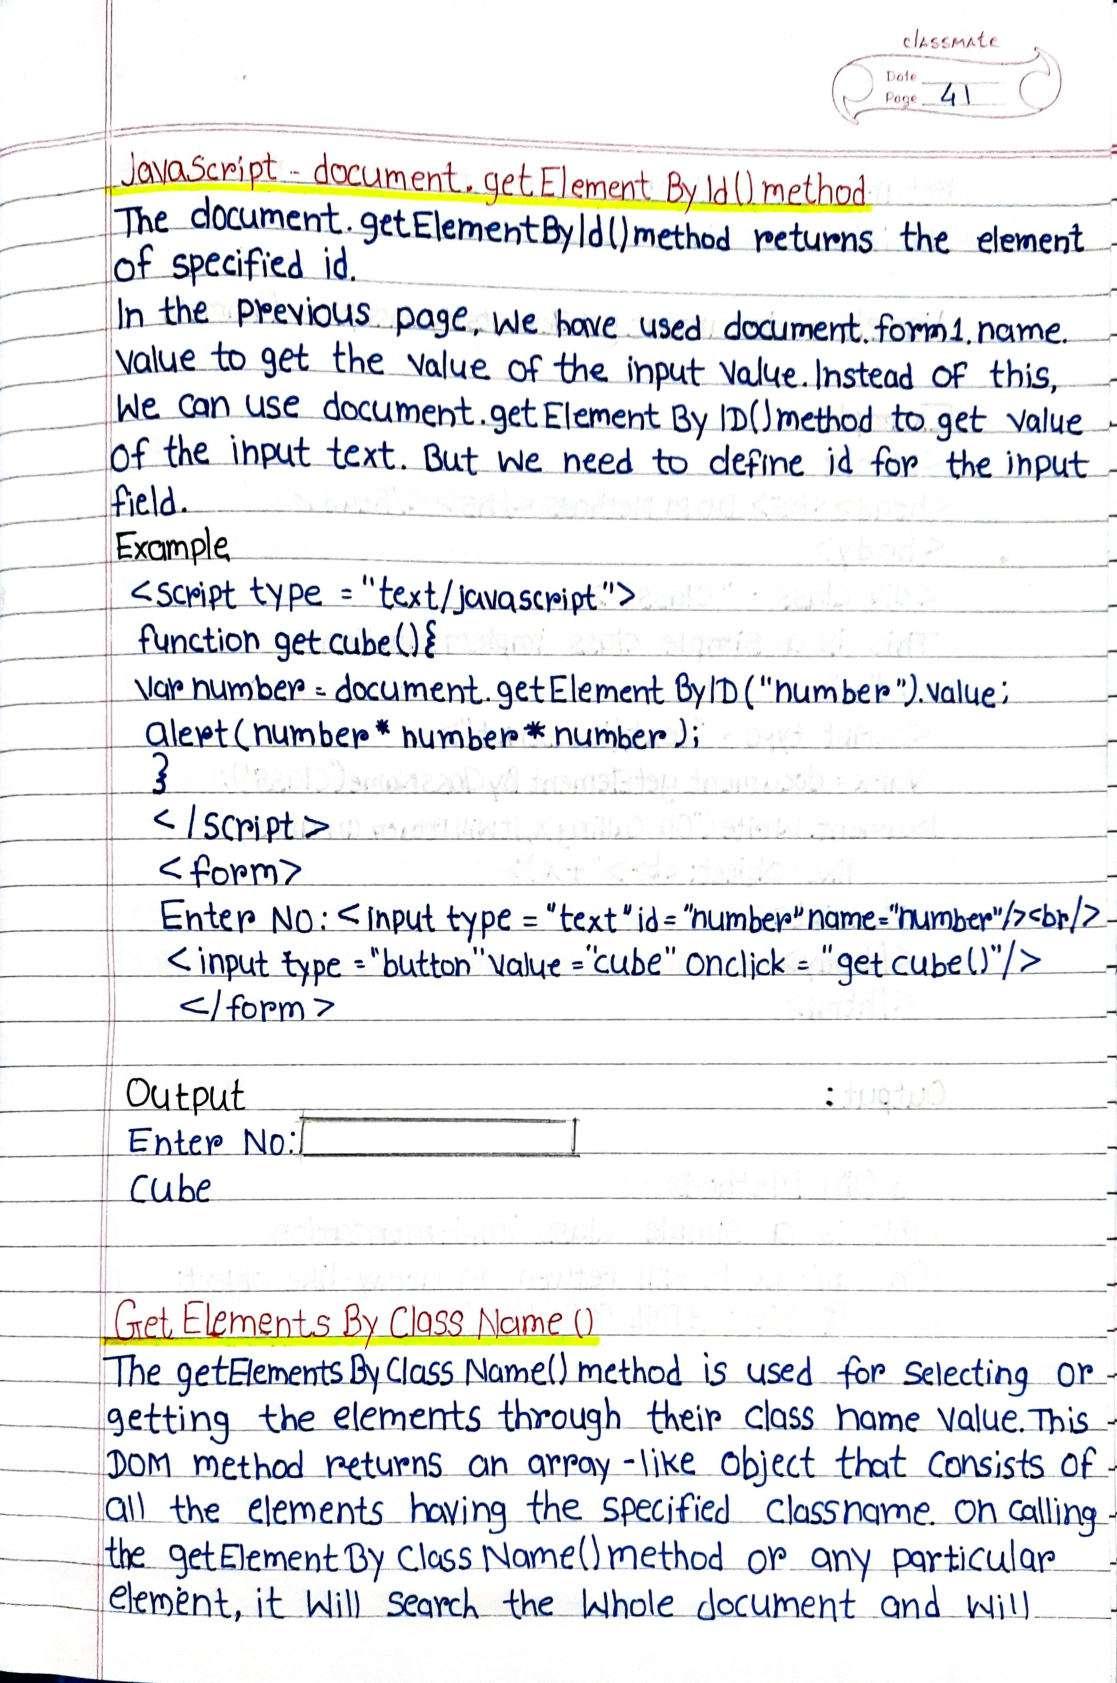 classmate
Date
Page 41
JavaScript - document.getElement By Id() method
The document.getElementById() method returns the element
of specified id.
In the previous page, we have used document.form1.name.
value to get the value of the input value. Instead of this,
we can use document.getElement By ID() method to get value
of the input text. But we need to define id for the input
field.
Example
<script type = "text/javascript">
function getcube(){
var number = document.getElement ByID("number").value;
alert(number* number*number);
}
</script>
<form>
Enter No:<input type = "text" id = "number" name="number"/><br/>
<input type ="button" value ="cube" onclick = "getcube()"/>
</form>
Output :
Enter No:
cube
Get Elements By Class Name ()
The getElements By Class Name() method is used for selecting or
getting the elements through their class name value. This
DOM method returns an array-like object that consists of
all the elements having the specified classname. on calling
the getElement By Class Name() method or any particular
element, it will search the whole document and will